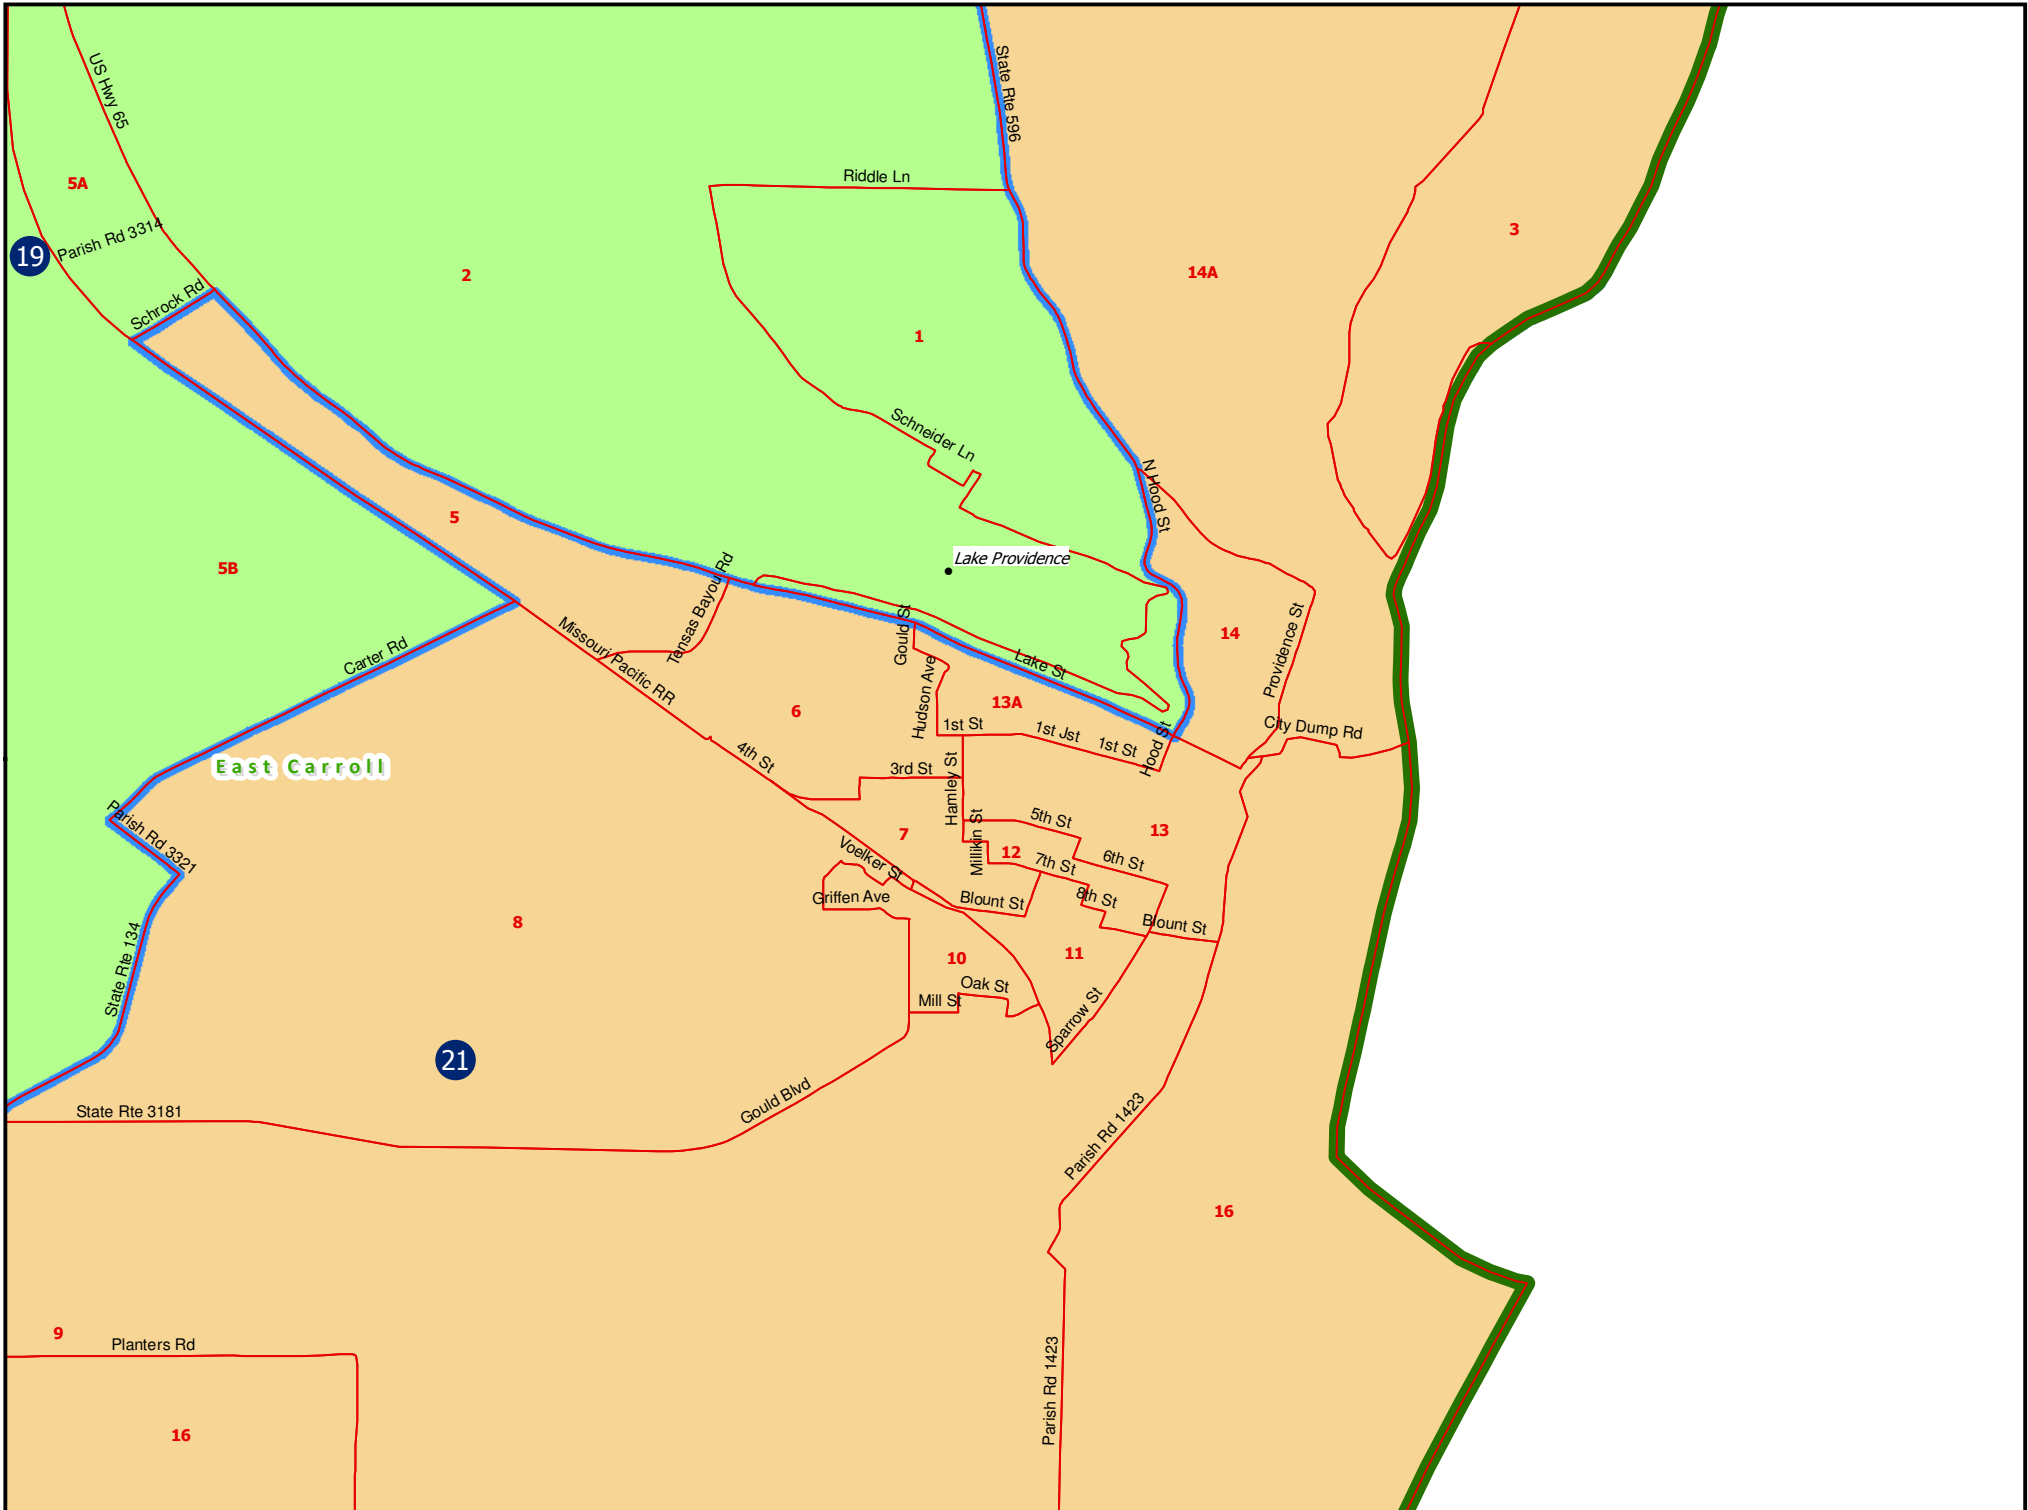 US Hwy 65
State Rte 596
Riddle Ln
5A
Parish Rd 3314
3
19
2
14A
Schrock Rd
1
Schneider Ln
N Hood St
5
Lake Providence
5B
Tensas Bayou Rd
Gould St
14
Providence St
Missouri Pacific RR
Carter Rd
Lake St
Hudson Ave
13A
6
1st St
1st Jst
1st St
Hood St
City Dump Rd
4th St
East Carroll
3rd St
Hamley St
Parish Rd 3321
5th St
13
7
Millikin St
12
Voelker St
7th St
6th St
Griffen Ave
Blount St
8th St
Blount St
8
State Rte 134
10
11
Oak St
Mill St
Sparrow St
21
State Rte 3181
Gould Blvd
Parish Rd 1423
16
9
Planters Rd
Parish Rd 1423
16